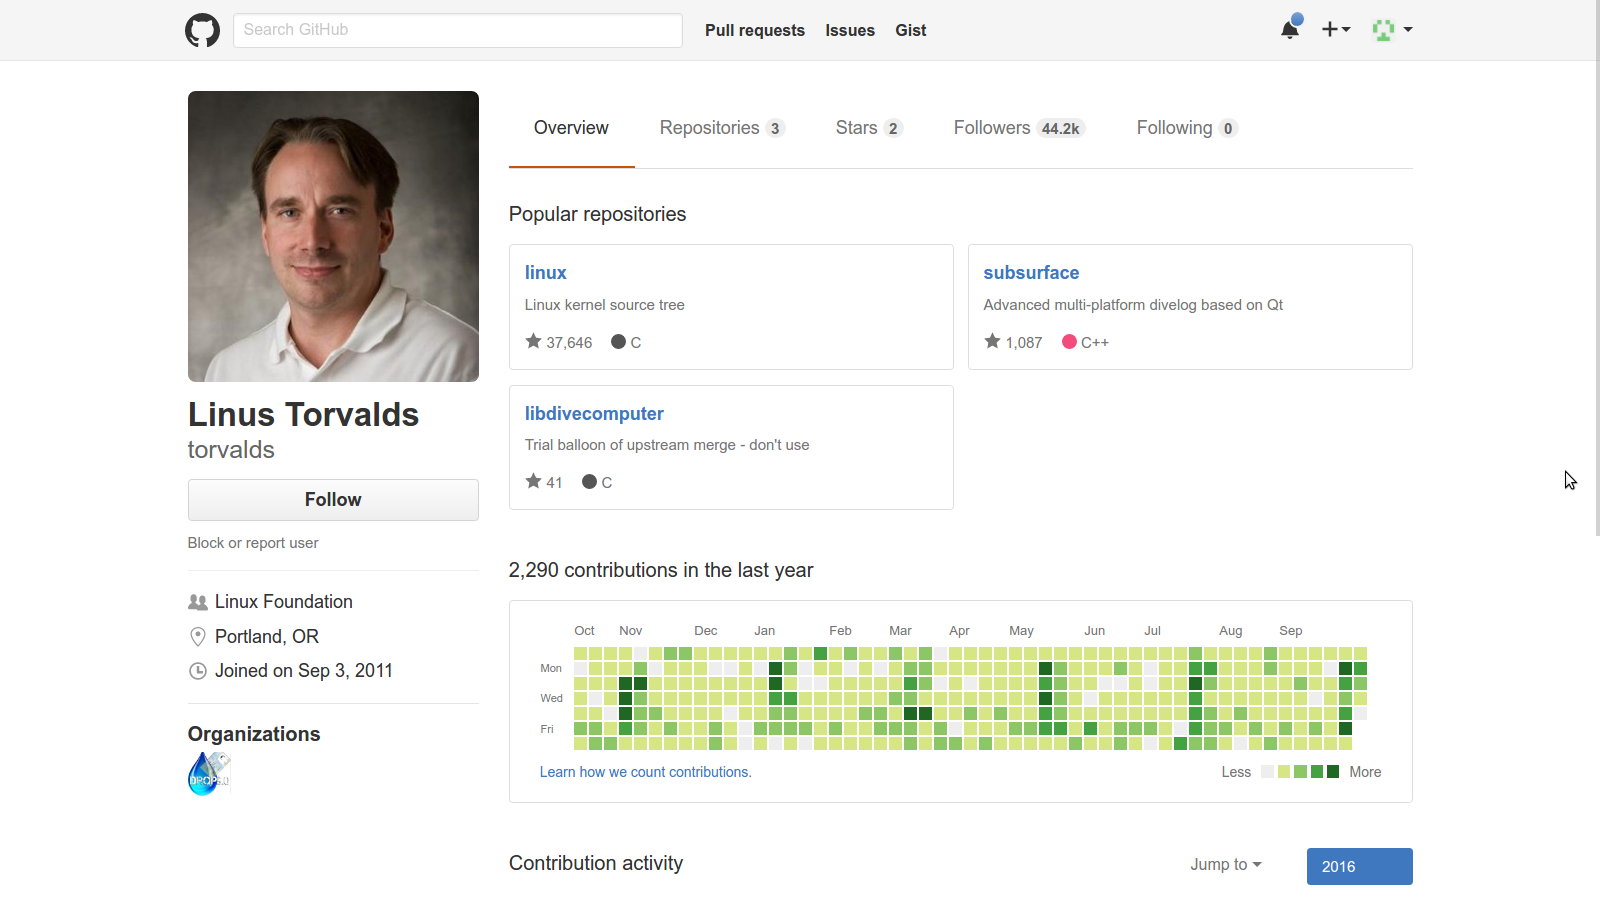 Search GitHub
Pull requests Issues Gist
Overview Repositories 3 Stars 2 Followers 44.2k Following 0
Popular repositories
linux
Linux kernel source tree
37,646 C
subsurface
Advanced multi-platform divelog based on Qt
1,087 C++
libdivecomputer
Trial balloon of upstream merge - don't use
41 C
Linus Torvalds
torvalds
Follow
Block or report user
Linux Foundation
Portland, OR
Joined on Sep 3, 2011
Organizations
2,290 contributions in the last year
Oct Nov Dec Jan Feb Mar Apr May Jun Jul Aug Sep
Mon
Wed
Fri
Learn how we count contributions.
Less More
Contribution activity
Jump to
2016